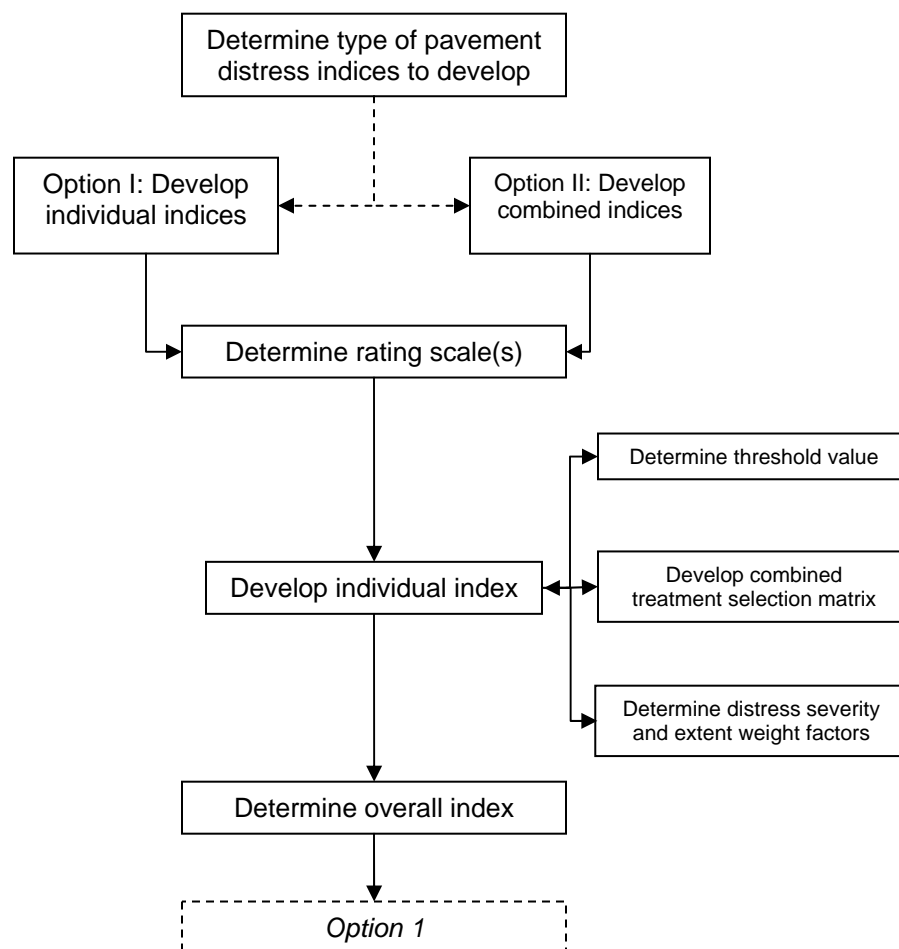 Determine type of pavement
distress indices to develop
Option I: Develop
individual indices
Option II: Develop
combined indices
Determine rating scale(s)
Determine threshold value
Develop individual index
Develop combined
treatment selection matrix
Determine distress severity
and extent weight factors
Determine overall index
Option 1